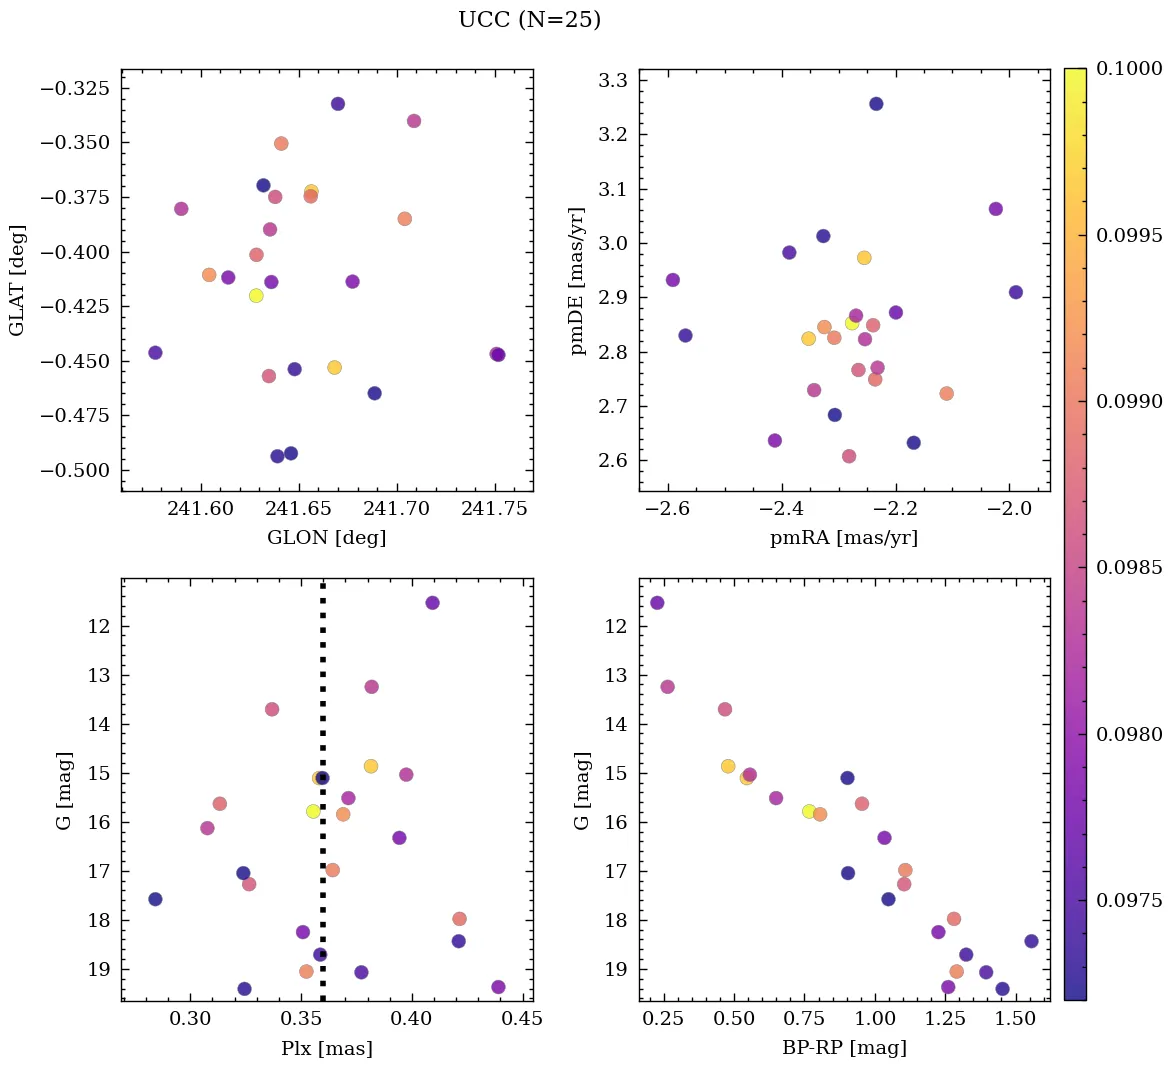 UCC (N=25)
−0.325
−0.350
−0.375
−0.400
−0.425
−0.450
−0.475
−0.500
GLAT [deg]
241.60 241.65 241.70 241.75
GLON [deg]
3.3
3.2
3.1
3.0
2.9
2.8
2.7
2.6
pmDE [mas/yr]
−2.6 −2.4 −2.2 −2.0
pmRA [mas/yr]
12
13
14
15
16
17
18
19
G [mag]
0.30 0.35 0.40 0.45
Plx [mas]
12
13
14
15
16
17
18
19
G [mag]
0.25 0.50 0.75 1.00 1.25 1.50
BP-RP [mag]
0.1000
0.0995
0.0990
0.0985
0.0980
0.0975